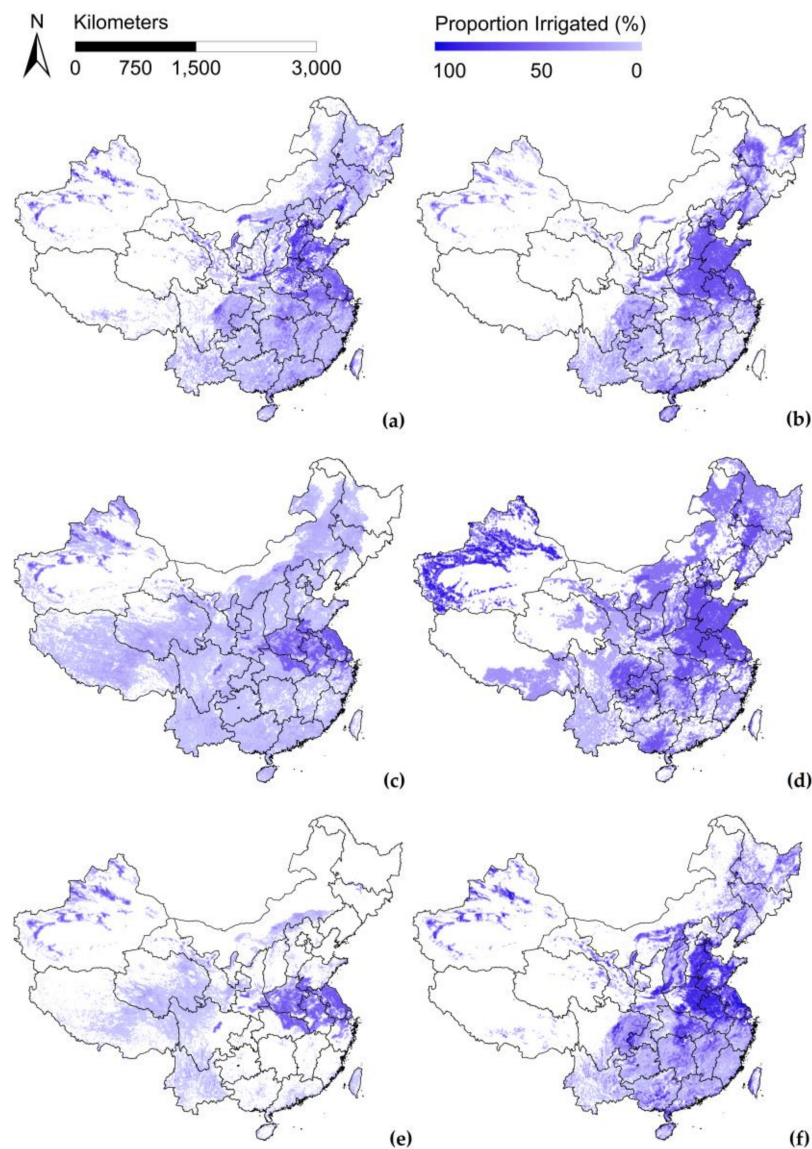 N
Kilometers
0 750 1,500 3,000
Proportion Irrigated (%)
100 50 0
(a)
(b)
(c)
(d)
(e)
(f)